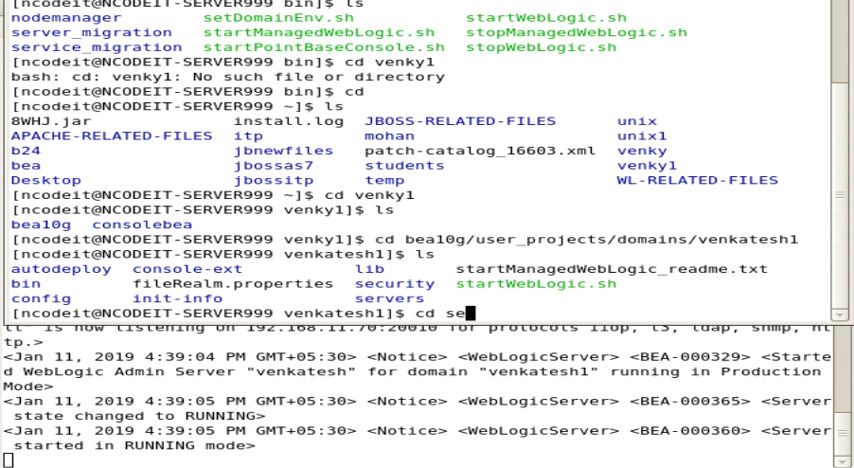 [ncodeit@NCODEIT-SERVER999 bin]$ ls
nodemanager setDomainEnv.sh startWebLogic.sh
server_migration startManagedWebLogic.sh stopManagedWebLogic.sh
service_migration startPointBaseConsole.sh stopWebLogic.sh
[ncodeit@NCODEIT-SERVER999 bin]$ cd venky1
bash: cd: venky1: No such file or directory
[ncodeit@NCODEIT-SERVER999 bin]$ cd
[ncodeit@NCODEIT-SERVER999 ~]$ ls
8WHJ.jar install.log JBOSS-RELATED-FILES unix
APACHE-RELATED-FILES itp mohan unix1
b24 jbnewfiles patch-catalog_16603.xml venky
bea jbossas7 students venky1
Desktop jbossitp temp WL-RELATED-FILES
[ncodeit@NCODEIT-SERVER999 ~]$ cd venky1
[ncodeit@NCODEIT-SERVER999 venky1]$ ls
bea10g consolebea
[ncodeit@NCODEIT-SERVER999 venky1]$ cd bea10g/user_projects/domains/venkatesh1
[ncodeit@NCODEIT-SERVER999 venkatesh1]$ ls
autodeploy console-ext lib startManagedWebLogic_readme.txt
bin fileRealm.properties security startWebLogic.sh
config init-info servers
[ncodeit@NCODEIT-SERVER999 venkatesh1]$ cd se
lt" is now listening on 192.168.11.70:20010 for protocols iiop, t3, ldap, snmp, ht
tp.>
<Jan 11, 2019 4:39:04 PM GMT+05:30> <Notice> <WebLogicServer> <BEA-000329> <Starte
d WebLogic Admin Server "venkatesh" for domain "venkatesh1" running in Production
Mode>
<Jan 11, 2019 4:39:05 PM GMT+05:30> <Notice> <WebLogicServer> <BEA-000365> <Server
state changed to RUNNING>
<Jan 11, 2019 4:39:05 PM GMT+05:30> <Notice> <WebLogicServer> <BEA-000360> <Server
started in RUNNING mode>